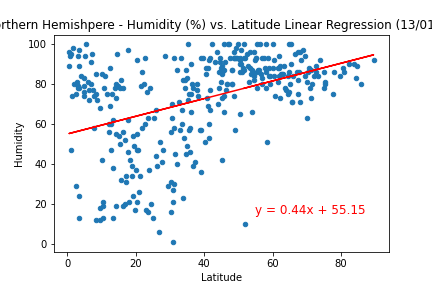 orthern Hemishpere - Humidity (%) vs. Latitude Linear Regression (13/01
100
80
60
40
20
0
Humidity
y = 0.44x + 55.15
0 20 40 60 80
Latitude